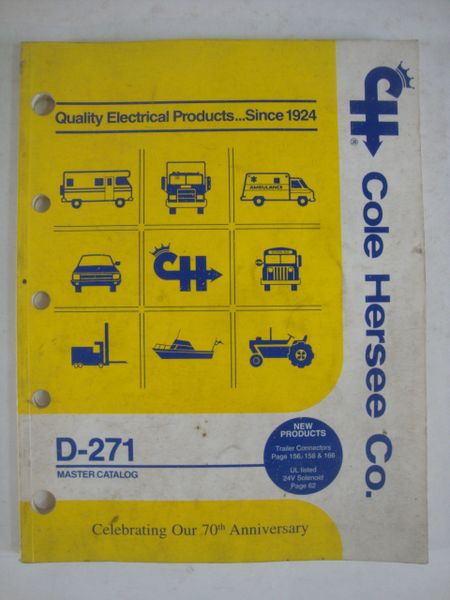 Quality Electrical Products...Since 1924
AMBULANCE
CH
CH®
Cole Hersee Co.
D-271
MASTER CATALOG
NEW
PRODUCTS
Trailer Connectors
Page 156, 158 & 166
UL listed
24V Solenoid
Page 62
Celebrating Our 70th Anniversary